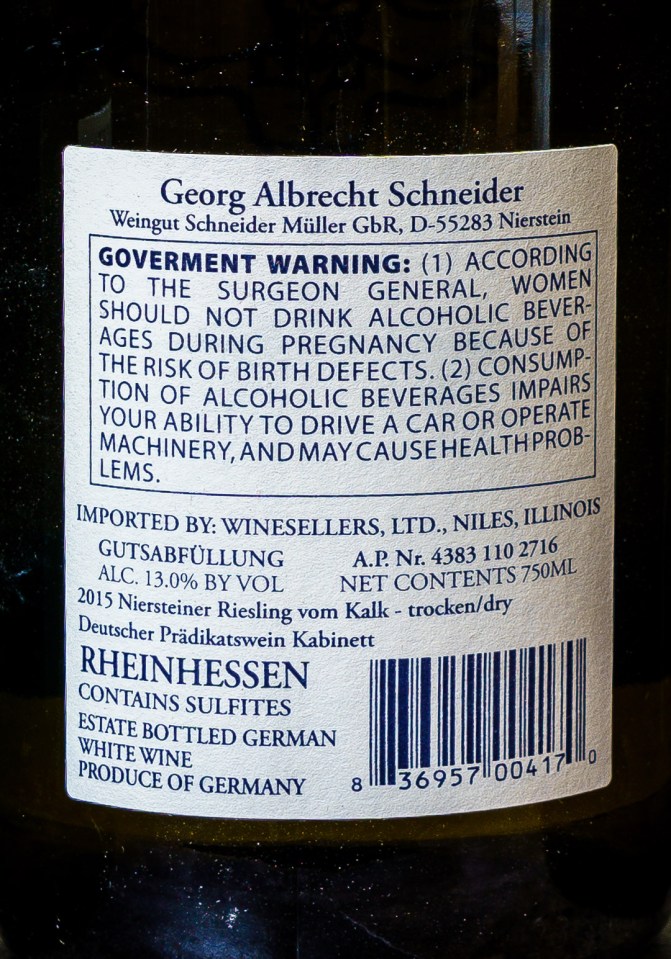 Georg Albrecht Schneider
Weingut Schneider Müller GbR, D-55283 Nierstein
GOVERMENT WARNING: (1) ACCORDING
TO THE SURGEON GENERAL, WOMEN
SHOULD NOT DRINK ALCOHOLIC BEVER-
AGES DURING PREGNANCY BECAUSE OF
THE RISK OF BIRTH DEFECTS. (2) CONSUMP-
TION OF ALCOHOLIC BEVERAGES IMPAIRS
YOUR ABILITY TO DRIVE A CAR OR OPERATE
MACHINERY, AND MAY CAUSE HEALTH PROB-
LEMS.
IMPORTED BY: WINESELLERS, LTD., NILES, ILLINOIS
GUTSABFÜLLUNG A.P. Nr. 4383 110 2716
ALC. 13.0% BY VOL NET CONTENTS 750ML
2015 Niersteiner Riesling vom Kalk - trocken/dry
Deutscher Prädikatswein Kabinett
RHEINHESSEN
CONTAINS SULFITES
ESTATE BOTTLED GERMAN
WHITE WINE
PRODUCE OF GERMANY
8 36957 00417 0